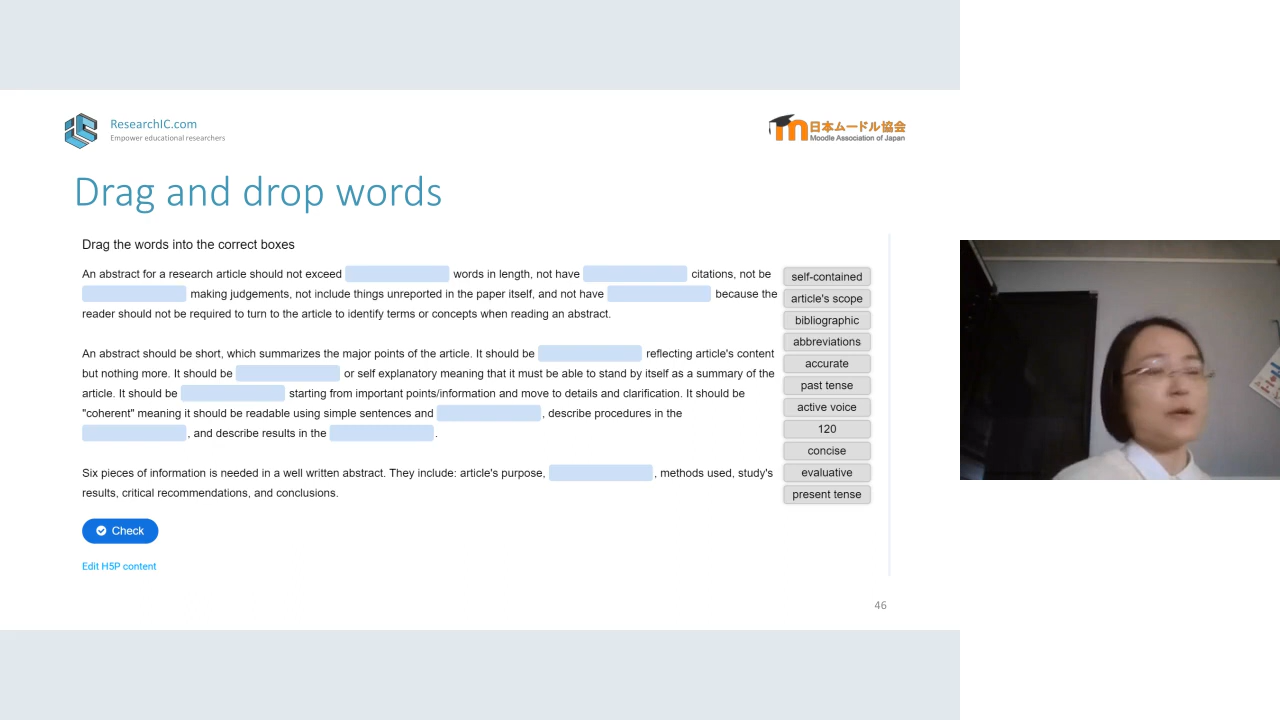 ResearchIC.com
Empower educational researchers
日本ムードル協会
Moodle Association of Japan
Drag and drop words
Drag the words into the correct boxes
An abstract for a research article should not exceed words in length, not have citations, not be
making judgements, not include things unreported in the paper itself, and not have because the
reader should not be required to turn to the article to identify terms or concepts when reading an abstract.
An abstract should be short, which summarizes the major points of the article. It should be reflecting article's content
but nothing more. It should be or self explanatory meaning that it must be able to stand by itself as a summary of the
article. It should be starting from important points/information and move to details and clarification. It should be
"coherent" meaning it should be readable using simple sentences and , describe procedures in the
, and describe results in the .
Six pieces of information is needed in a well written abstract. They include: article's purpose, , methods used, study's
results, critical recommendations, and conclusions.
self-contained
article's scope
bibliographic
abbreviations
accurate
past tense
active voice
120
concise
evaluative
present tense
Check
Edit H5P content
46